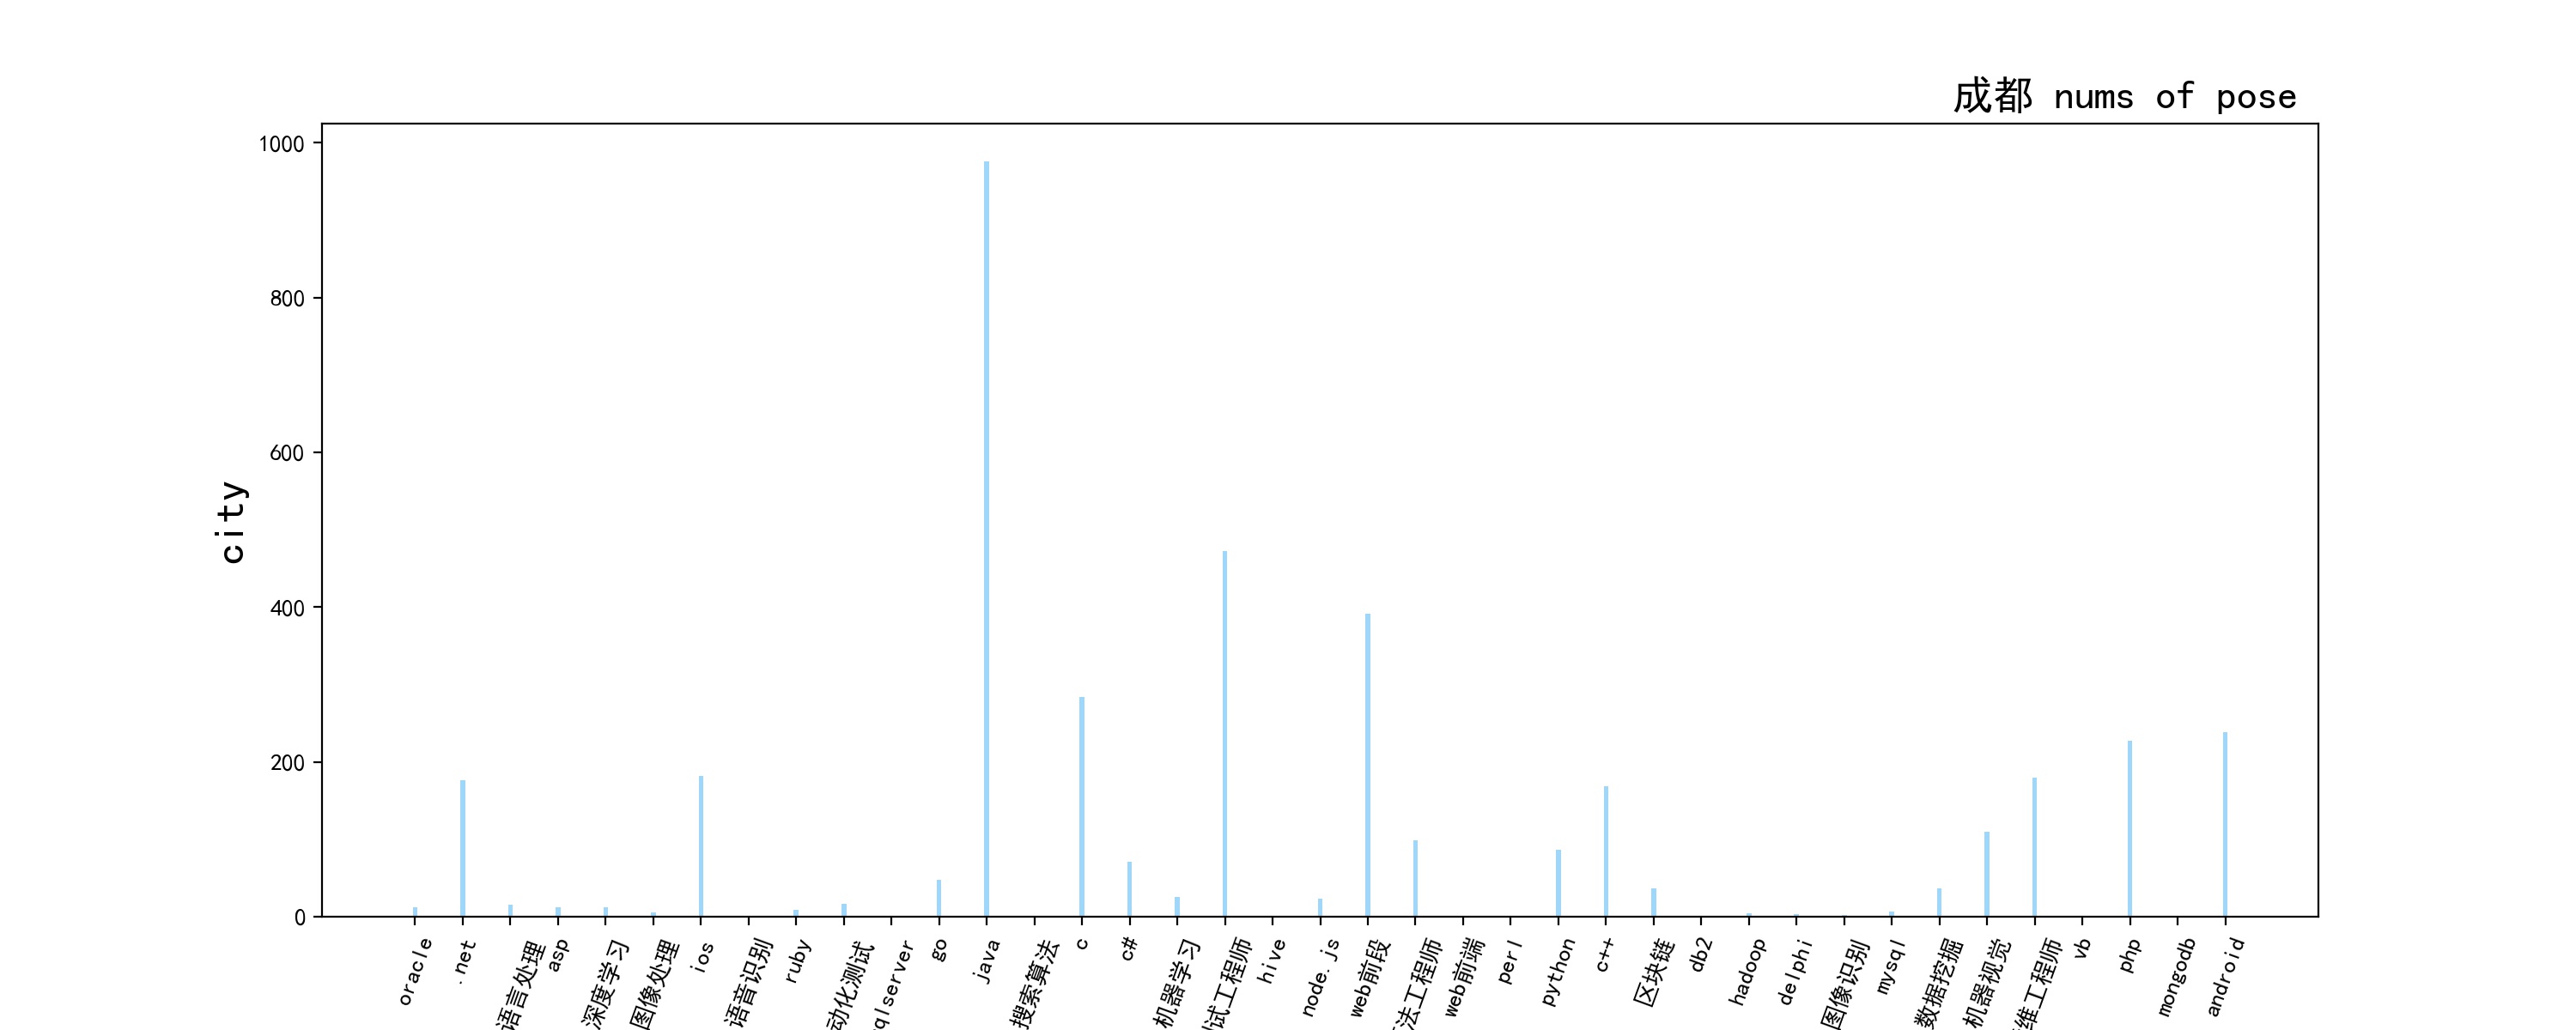 成都 nums of pose
city
1000
800
600
400
200
0
oracle
.net
语言处理
asp
深度学习
图像处理
ios
语音识别
ruby
动化测试
qlserver
go
java
搜索算法
c
c#
机器学习
试工程师
hive
node.js
web前段
法工程师
web前端
perl
python
c++
区块链
db2
hadoop
delphi
图像识别
mysql
数据挖掘
机器视觉
维工程师
vb
php
mongodb
android